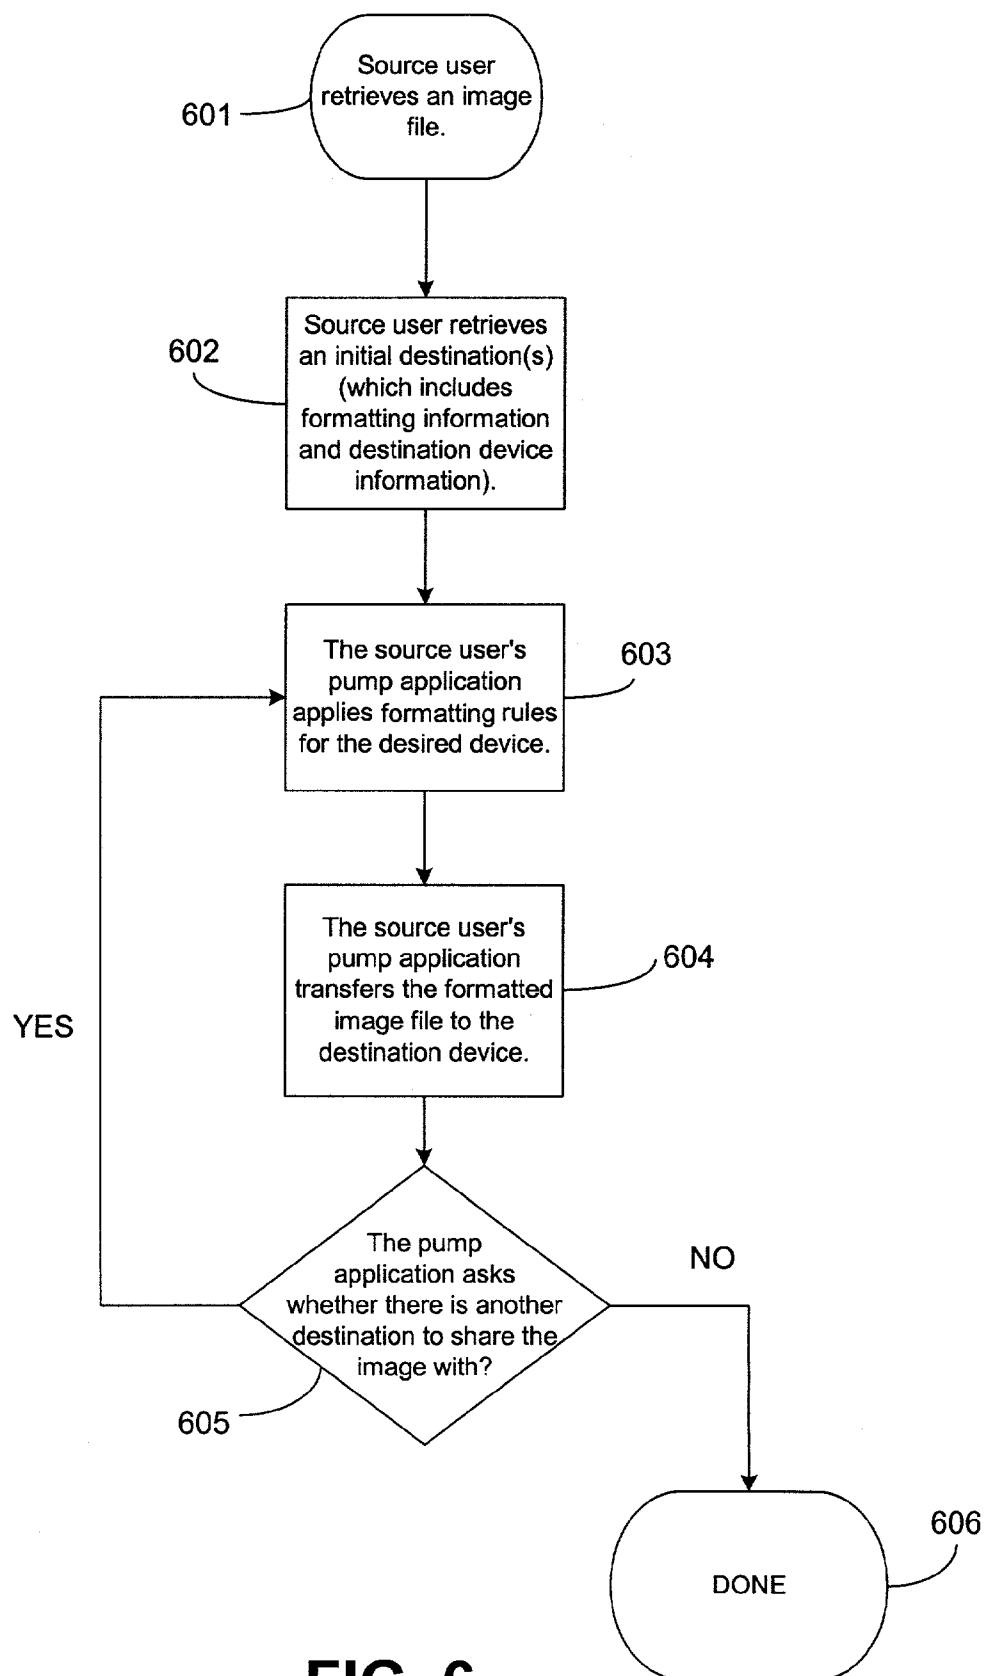 Source user
retrieves an image
file.
601
Source user retrieves
an initial destination(s)
(which includes
formatting information
and destination device
information).
602
The source user's
pump application
applies formatting rules
for the desired device.
603
The source user's
pump application
transfers the formatted
image file to the
destination device.
604
YES
The pump
application asks
whether there is another
destination to share the
image with?
NO
605
606
DONE
FIG. 6